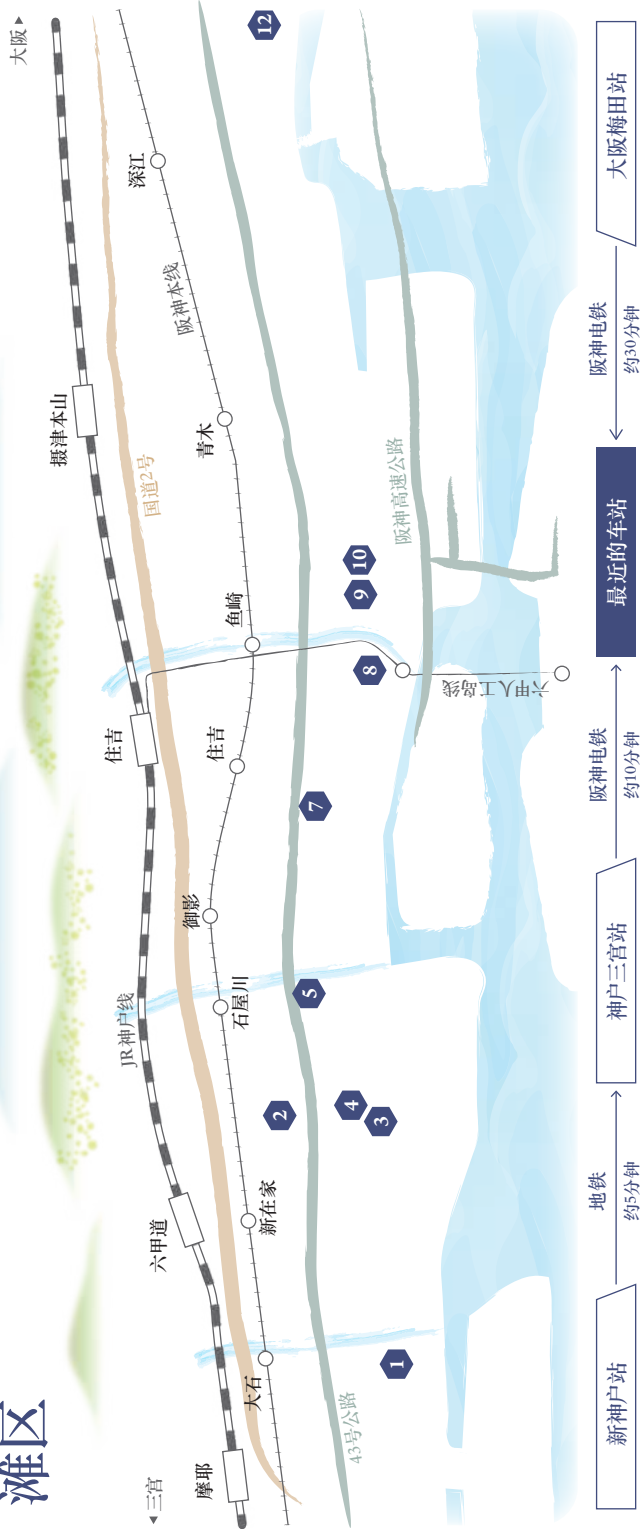 滩区
◀三宫
大阪▶
摩耶
六甲道
JR神户线
住吉
摄津本山
国道2号
大石
新在家
石屋川
御影
住吉
鱼崎
青木
深江
阪神本线
43号公路
阪神高速公路
六甲人工岛线
1
2
3
4
5
7
8
9
10
12
新神户站
地铁
约5分钟
神户三宫站
阪神电铁
约10分钟
最近的车站
阪神电铁
约30分钟
大阪梅田站